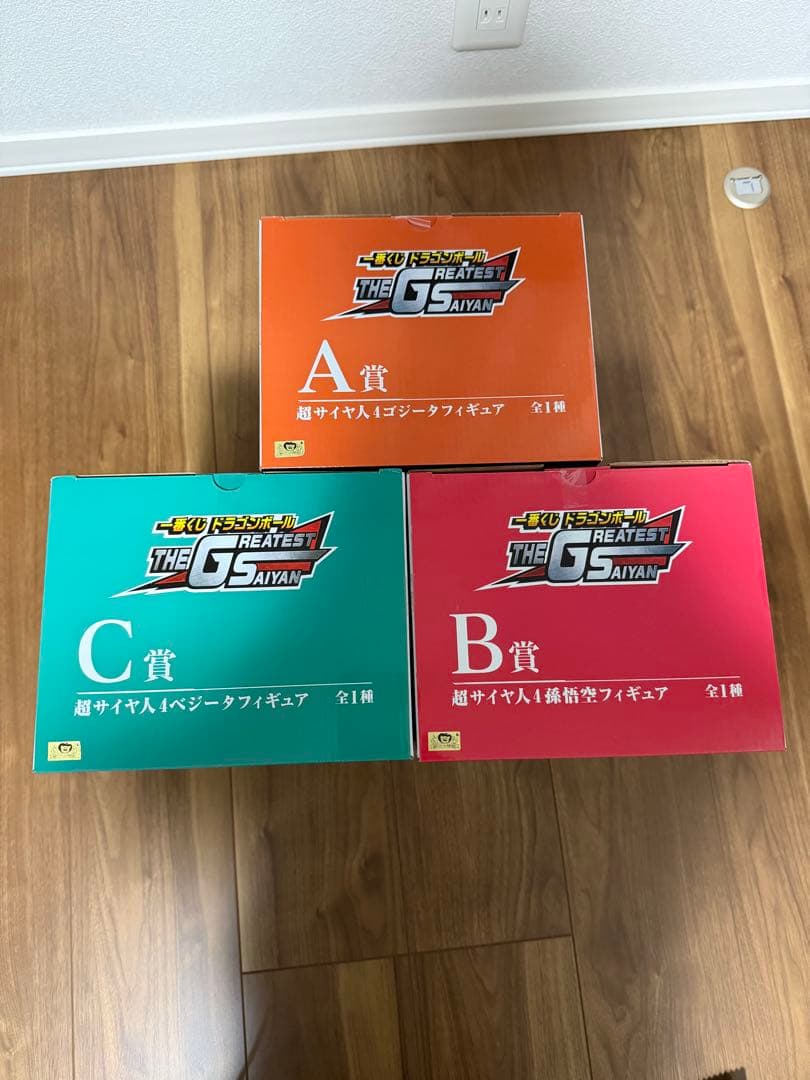 一番くじ ドラゴンボール
THE GREATEST
SAIYAN
A賞
超サイヤ人4ゴジータフィギュア 全1種
一番くじ ドラゴンボール
THE GREATEST
SAIYAN
C賞
超サイヤ人4ベジータフィギュア 全1種
一番くじ ドラゴンボール
THE GREATEST
SAIYAN
B賞
超サイヤ人4孫悟空フィギュア 全1種